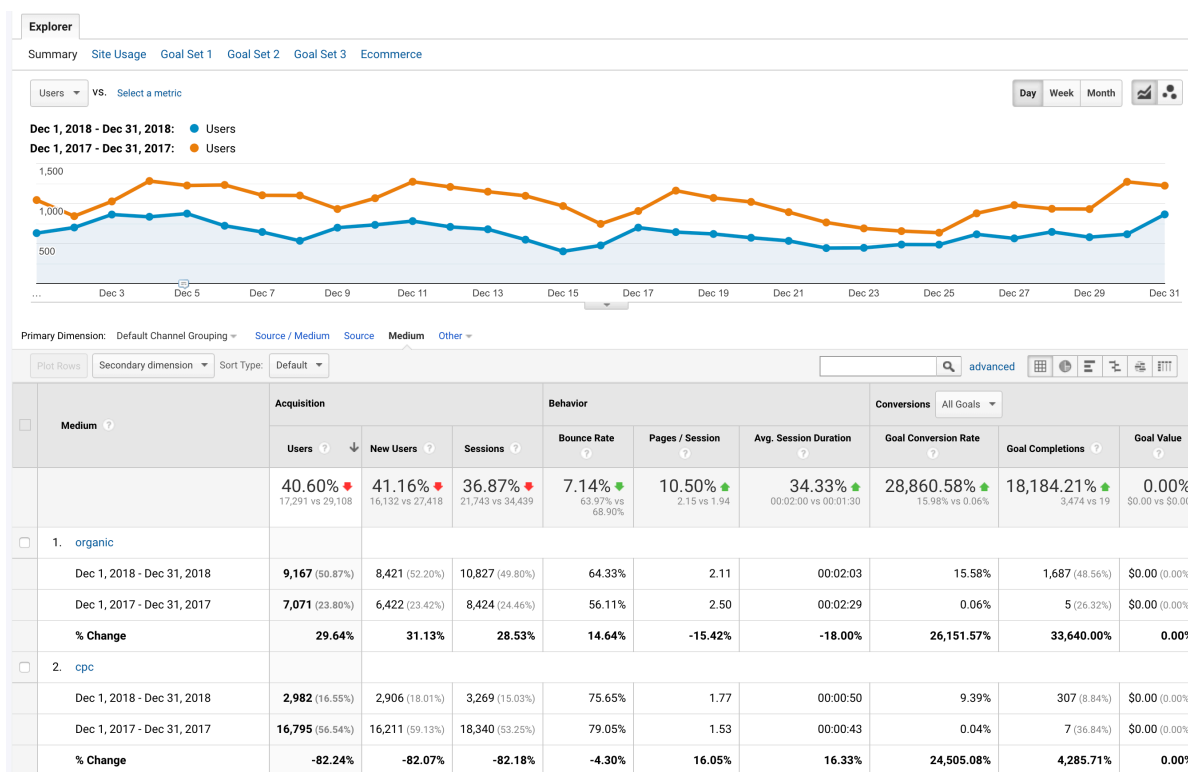 Explorer
Summary Site Usage Goal Set 1 Goal Set 2 Goal Set 3 Ecommerce
Users VS. Select a metric Day Week Month
Dec 1, 2018 - Dec 31, 2018: Users
Dec 1, 2017 - Dec 31, 2017: Users
1,500
1,000
500
... Dec 3 Dec 5 Dec 7 Dec 9 Dec 11 Dec 13 Dec 15 Dec 17 Dec 19 Dec 21 Dec 23 Dec 25 Dec 27 Dec 29 Dec 31
Primary Dimension: Default Channel Grouping Source / Medium Source Medium Other
Plot Rows Secondary dimension Sort Type: Default advanced
Acquisition Behavior Conversions All Goals
Medium ?
Users ? New Users ? Sessions ? Bounce Rate ? Pages / Session ? Avg. Session Duration ? Goal Conversion Rate ? Goal Completions ? Goal Value ?
40.60% 41.16% 36.87% 7.14% 10.50% 34.33% 28,860.58% 18,184.21% 0.00%
17,291 vs 29,108 16,132 vs 27,418 21,743 vs 34,439 63.97% vs 68.90% 2.15 vs 1.94 00:02:00 vs 00:01:30 15.98% vs 0.06% 3,474 vs 19 $0.00 vs $0.00
1. organic
Dec 1, 2018 - Dec 31, 2018 9,167 (50.87%) 8,421 (52.20%) 10,827 (49.80%) 64.33% 2.11 00:02:03 15.58% 1,687 (48.56%) $0.00 (0.00%
Dec 1, 2017 - Dec 31, 2017 7,071 (23.80%) 6,422 (23.42%) 8,424 (24.46%) 56.11% 2.50 00:02:29 0.06% 5 (26.32%) $0.00 (0.00%
% Change 29.64% 31.13% 28.53% 14.64% -15.42% -18.00% 26,151.57% 33,640.00% 0.00%
2. cpc
Dec 1, 2018 - Dec 31, 2018 2,982 (16.55%) 2,906 (18.01%) 3,269 (15.03%) 75.65% 1.77 00:00:50 9.39% 307 (8.84%) $0.00 (0.00%
Dec 1, 2017 - Dec 31, 2017 16,795 (56.54%) 16,211 (59.13%) 18,340 (53.25%) 79.05% 1.53 00:00:43 0.04% 7 (36.84%) $0.00 (0.00%
% Change -82.24% -82.07% -82.18% -4.30% 16.05% 16.33% 24,505.08% 4,285.71% 0.00%